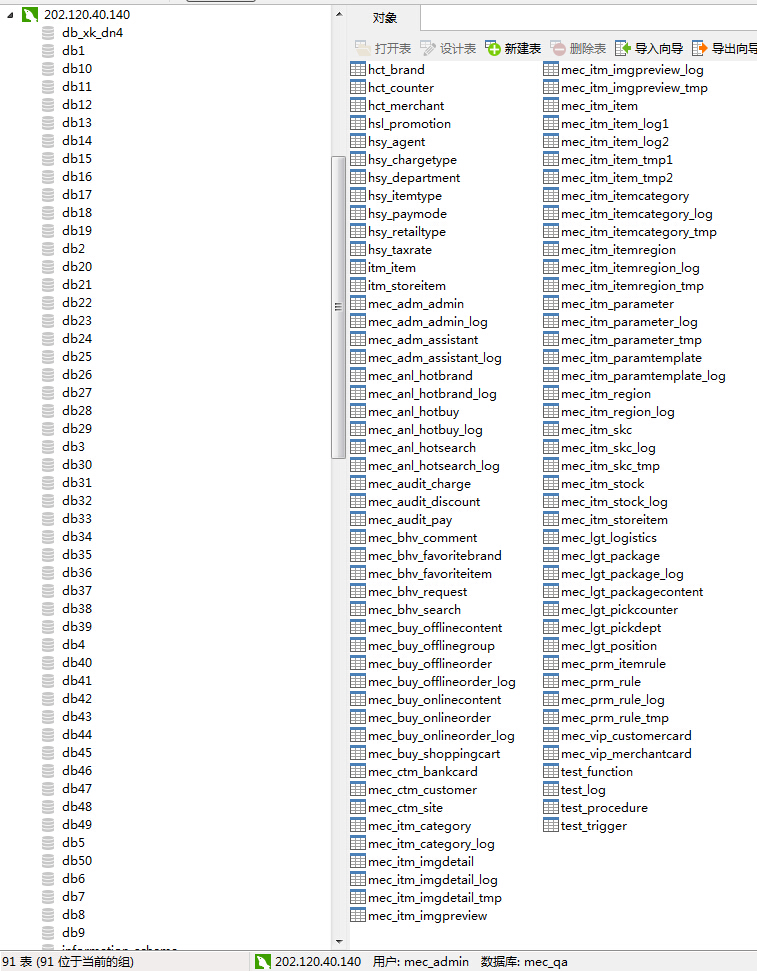 202.120.40.140
db_xk_dn4
db1
db10
db11
db12
db13
db14
db15
db16
db17
db18
db19
db2
db20
db21
db22
db23
db24
db25
db26
db27
db28
db29
db3
db30
db31
db32
db33
db34
db35
db36
db37
db38
db39
db4
db40
db41
db42
db43
db44
db45
db46
db47
db48
db49
db5
db50
db6
db7
db8
db9
information_schema
对象
打开表 设计表 新建表 删除表 导入向导 导出向导
hct_brand
hct_counter
hct_merchant
hsl_promotion
hsy_agent
hsy_chargetype
hsy_department
hsy_itemtype
hsy_paymode
hsy_retailtype
hsy_taxrate
itm_item
itm_storeitem
mec_adm_admin
mec_adm_admin_log
mec_adm_assistant
mec_adm_assistant_log
mec_anl_hotbrand
mec_anl_hotbrand_log
mec_anl_hotbuy
mec_anl_hotbuy_log
mec_anl_hotsearch
mec_anl_hotsearch_log
mec_audit_charge
mec_audit_discount
mec_audit_pay
mec_bhv_comment
mec_bhv_favoritebrand
mec_bhv_favoriteitem
mec_bhv_request
mec_bhv_search
mec_buy_offlinecontent
mec_buy_offlinegroup
mec_buy_offlineorder
mec_buy_offlineorder_log
mec_buy_onlinecontent
mec_buy_onlineorder
mec_buy_onlineorder_log
mec_buy_shoppingcart
mec_ctm_bankcard
mec_ctm_customer
mec_ctm_site
mec_itm_category
mec_itm_category_log
mec_itm_imgdetail
mec_itm_imgdetail_log
mec_itm_imgdetail_tmp
mec_itm_imgpreview
mec_itm_imgpreview_log
mec_itm_imgpreview_tmp
mec_itm_item
mec_itm_item_log1
mec_itm_item_log2
mec_itm_item_tmp1
mec_itm_item_tmp2
mec_itm_itemcategory
mec_itm_itemcategory_log
mec_itm_itemcategory_tmp
mec_itm_itemregion
mec_itm_itemregion_log
mec_itm_itemregion_tmp
mec_itm_parameter
mec_itm_parameter_log
mec_itm_parameter_tmp
mec_itm_paramtemplate
mec_itm_paramtemplate_log
mec_itm_region
mec_itm_region_log
mec_itm_skc
mec_itm_skc_log
mec_itm_skc_tmp
mec_itm_stock
mec_itm_stock_log
mec_itm_storeitem
mec_lgt_logistics
mec_lgt_package
mec_lgt_package_log
mec_lgt_packagecontent
mec_lgt_pickcounter
mec_lgt_pickdept
mec_lgt_position
mec_prm_itemrule
mec_prm_rule
mec_prm_rule_log
mec_prm_rule_tmp
mec_vip_customercard
mec_vip_merchantcard
test_function
test_log
test_procedure
test_trigger
91 表 (91 位于当前的组) 202.120.40.140 用户: mec_admin 数据库: mec_qa